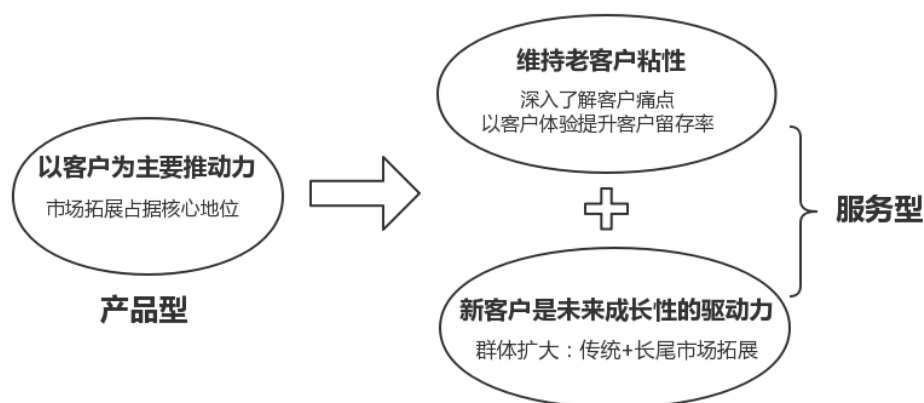 以客户为主要推动力
市场拓展占据核心地位
产品型
维持老客户粘性
深入了解客户痛点
以客户体验提升客户留存率
新客户是未来成长性的驱动力
群体扩大：传统+长尾市场拓展
服务型